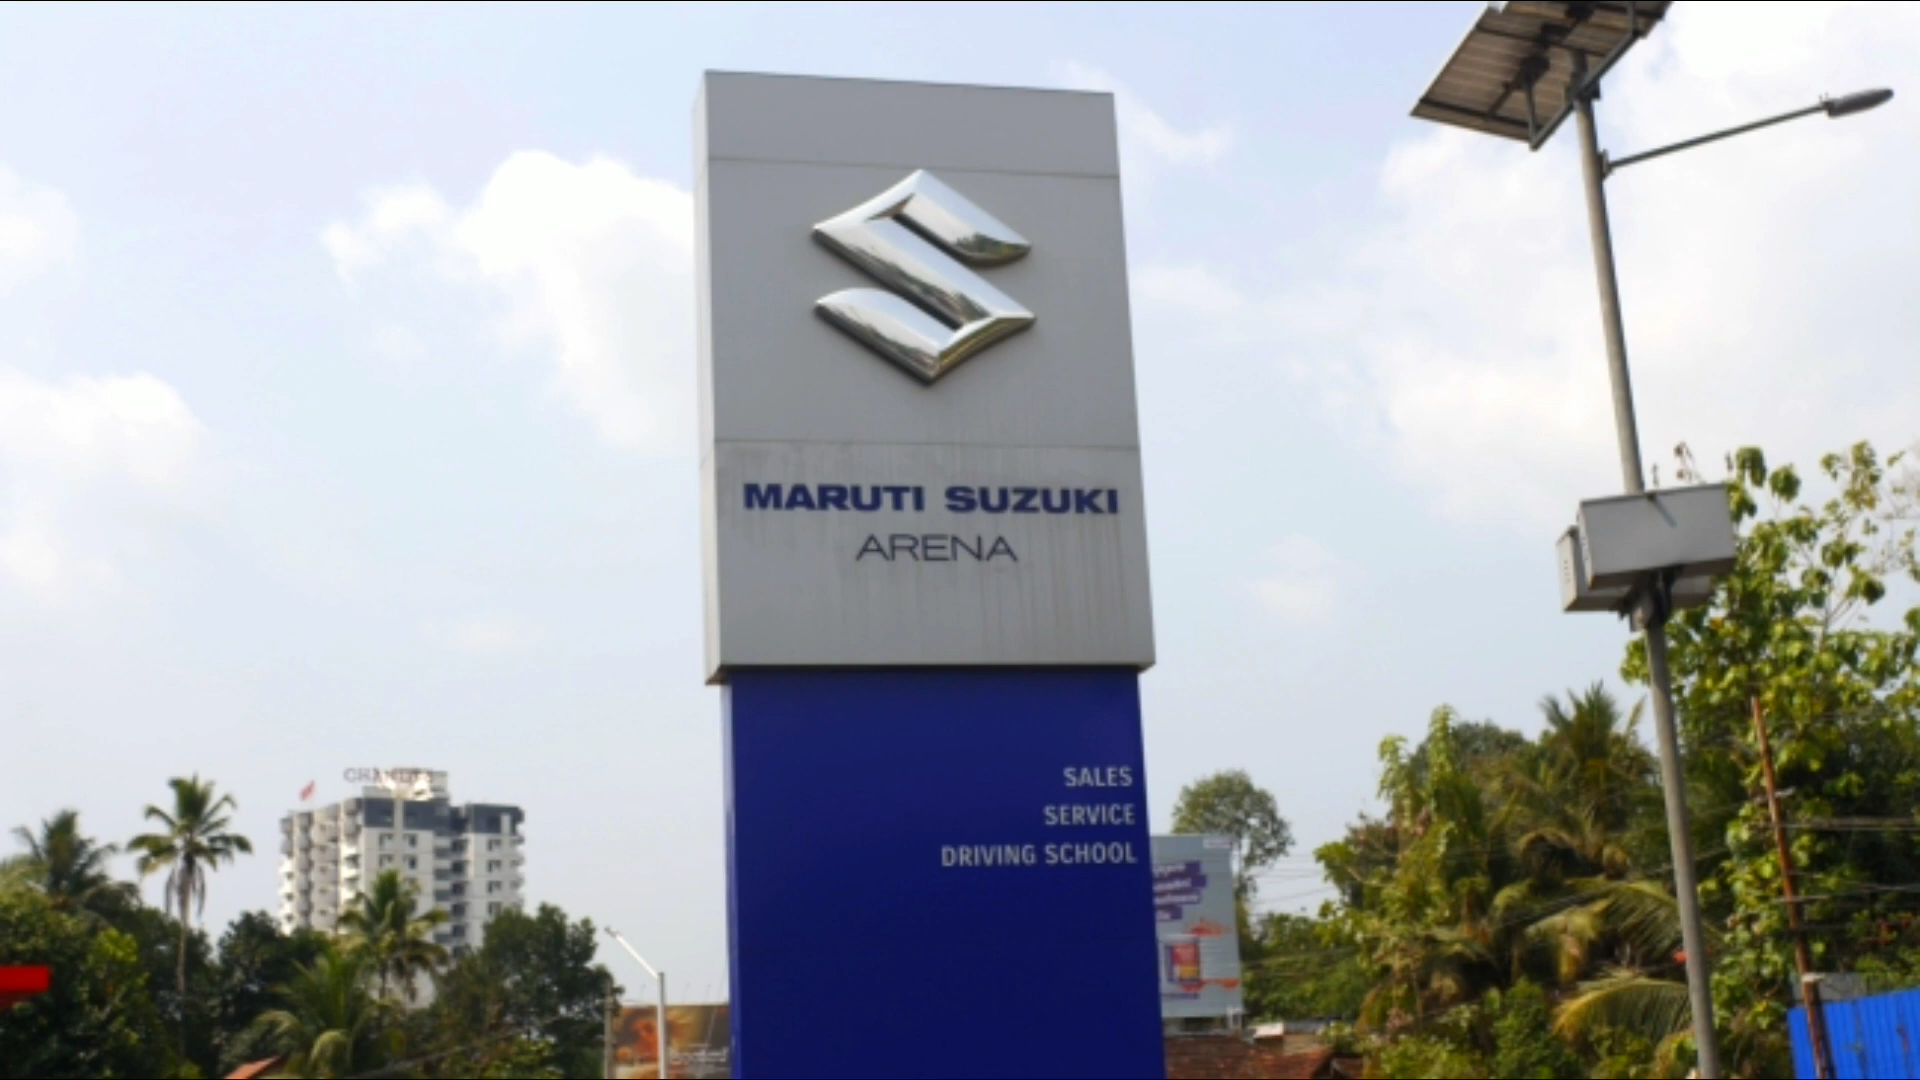 MARUTI SUZUKI
ARENA
SALES
SERVICE
DRIVING SCHOOL